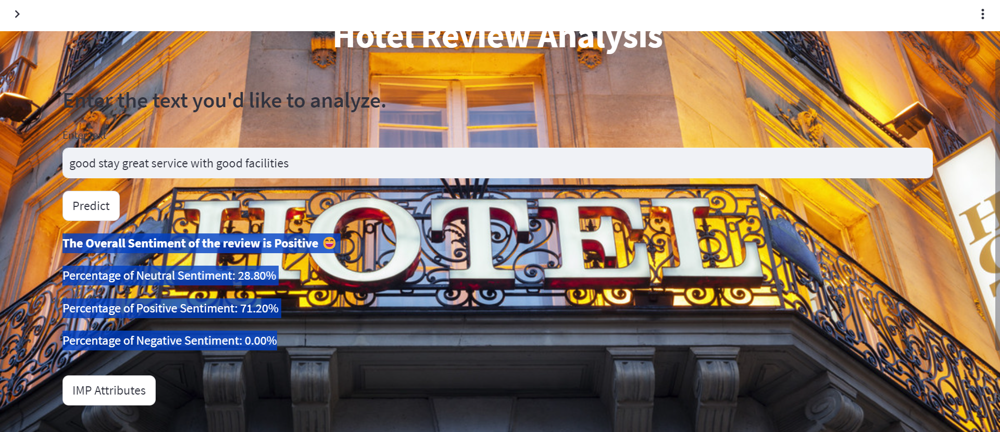 Hotel Review Analysis
Enter the text you'd like to analyze.
Enter text
good stay great service with good facilities
Predict
HOTEL
The Overall Sentiment of the review is Positive 😄
Percentage of Neutral Sentiment: 28.80%
Percentage of Positive Sentiment: 71.20%
Percentage of Negative Sentiment: 0.00%
IMP Attributes